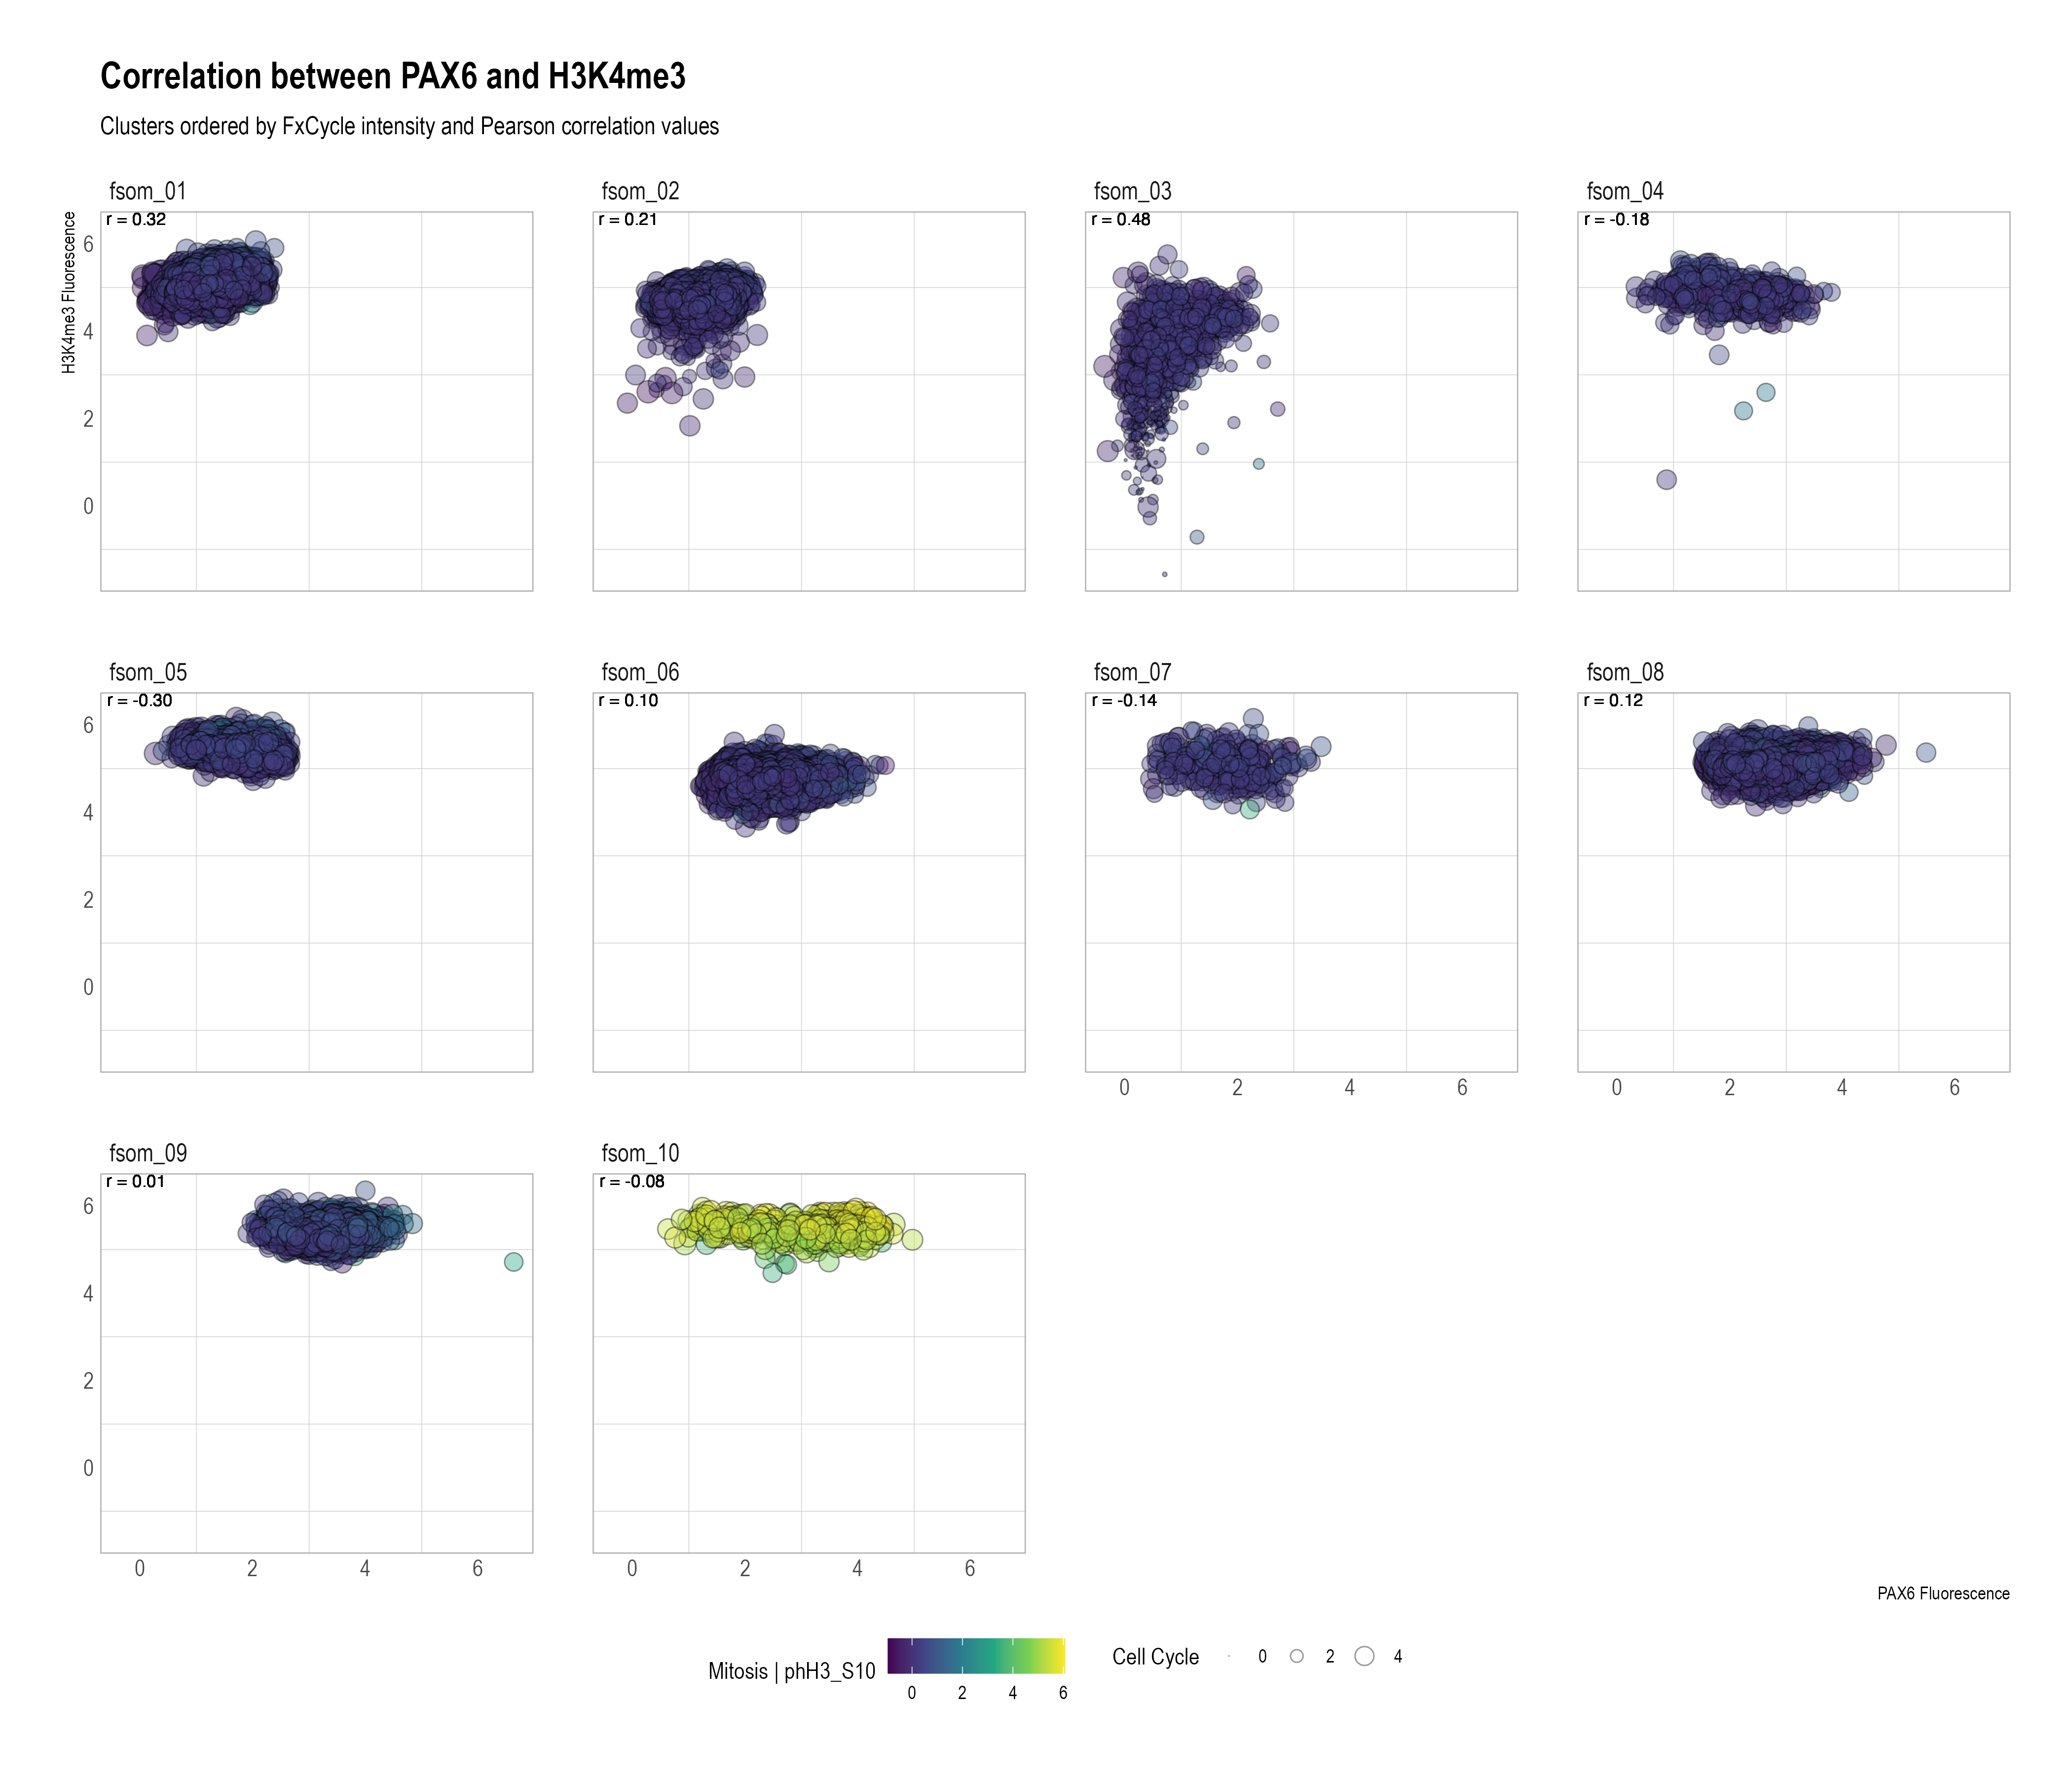 Correlation between PAX6 and H3K4me3
Clusters ordered by FxCycle intensity and Pearson correlation values
fsom_01 fsom_02 fsom_03 fsom_04
r = 0.32 r = 0.21 r = 0.48 r = -0.18
H3K4me3 Fluorescence
6
4
2
0
fsom_05 fsom_06 fsom_07 fsom_08
r = -0.30 r = 0.10 r = -0.14 r = 0.12
6
4
2
0
0 2 4 6 0 2 4 6
fsom_09 fsom_10
r = 0.01 r = -0.08
6
4
2
0
0 2 4 6 0 2 4 6
PAX6 Fluorescence
Mitosis | phH3_S10 Cell Cycle 0 2 4
0 2 4 6